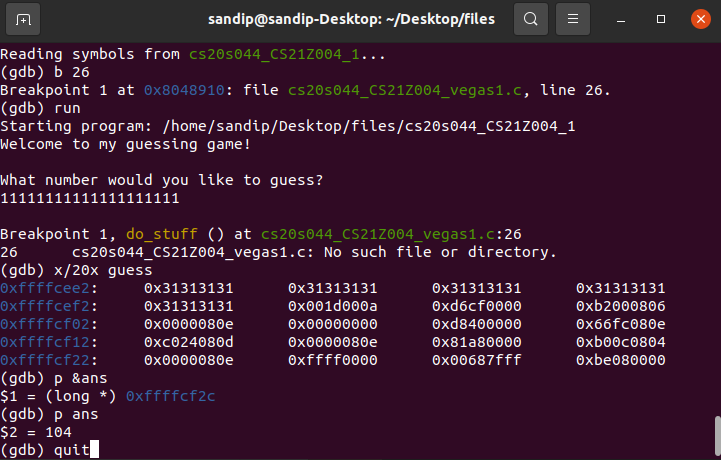 sandip@sandip-Desktop: ~/Desktop/files
Reading symbols from cs20s044_CS21Z004_1...
(gdb) b 26
Breakpoint 1 at 0x8048910: file cs20s044_CS21Z004_vegas1.c, line 26.
(gdb) run
Starting program: /home/sandip/Desktop/files/cs20s044_CS21Z004_1
Welcome to my guessing game!
What number would you like to guess?
11111111111111111111
Breakpoint 1, do_stuff () at cs20s044_CS21Z004_vegas1.c:26
26      cs20s044_CS21Z004_vegas1.c: No such file or directory.
(gdb) x/20x guess
0xffffcee2:     0x31313131      0x31313131      0x31313131      0x31313131
0xffffcef2:     0x31313131      0x001d000a      0xd6cf0000      0xb2000806
0xffffcf02:     0x0000080e      0x00000000      0xd8400000      0x66fc080e
0xffffcf12:     0xc024080d      0x0000080e      0x81a80000      0xb00c0804
0xffffcf22:     0x0000080e      0xffff0000      0x00687fff      0xbe080000
(gdb) p &ans
$1 = (long *) 0xffffcf2c
(gdb) p ans
$2 = 104
(gdb) quit